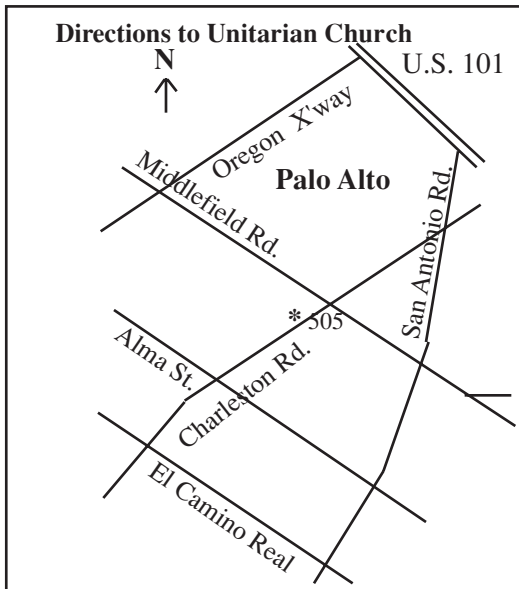 Directions to Unitarian Church
N
U.S. 101
Oregon X'way
Palo Alto
Middlefield Rd.
San Antonio Rd.
* 505
Alma St.
Charleston Rd.
El Camino Real